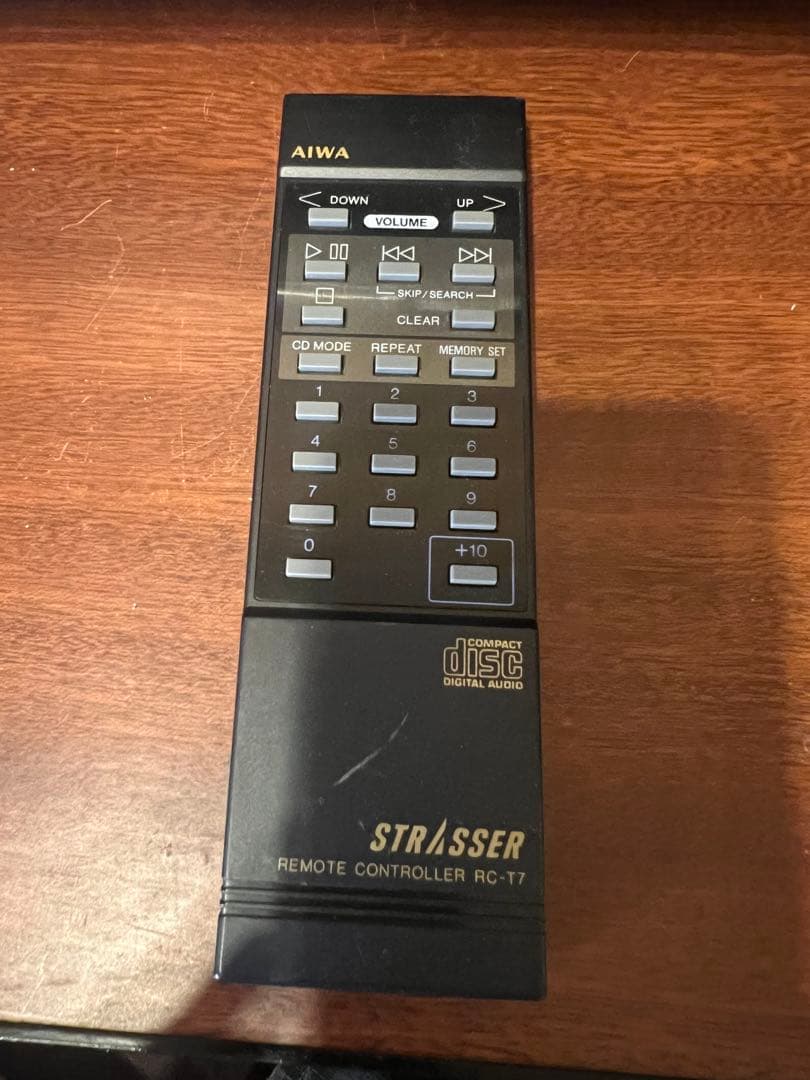 AIWA
DOWN UP
VOLUME
SKIP/SEARCH
CLEAR
CD MODE REPEAT MEMORY SET
1 2 3
4 5 6
7 8 9
0 +10
COMPACT
disc
DIGITAL AUDIO
STRASSER
REMOTE CONTROLLER RC-T7